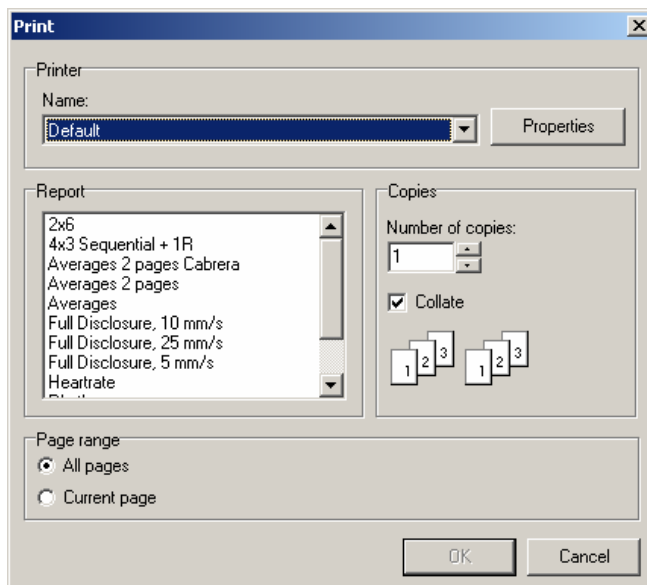 Print
Printer
Name:
Default
Properties
Report
2x6
4x3 Sequential + 1R
Averages 2 pages Cabrera
Averages 2 pages
Averages
Full Disclosure, 10 mm/s
Full Disclosure, 25 mm/s
Full Disclosure, 5 mm/s
Heartrate
Copies
Number of copies:
1
Collate
1 2 3 1 2 3
Page range
All pages
Current page
OK
Cancel